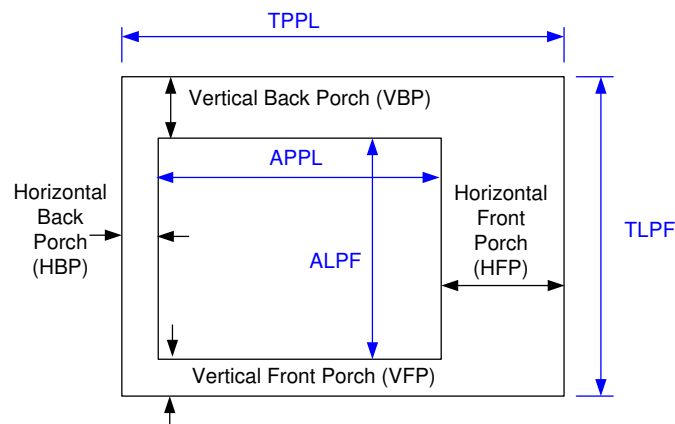 TPPL
Vertical Back Porch (VBP)
APPL
Horizontal
Back
Porch
(HBP)
Horizontal
Front
Porch
(HFP)
TLPF
ALPF
Vertical Front Porch (VFP)